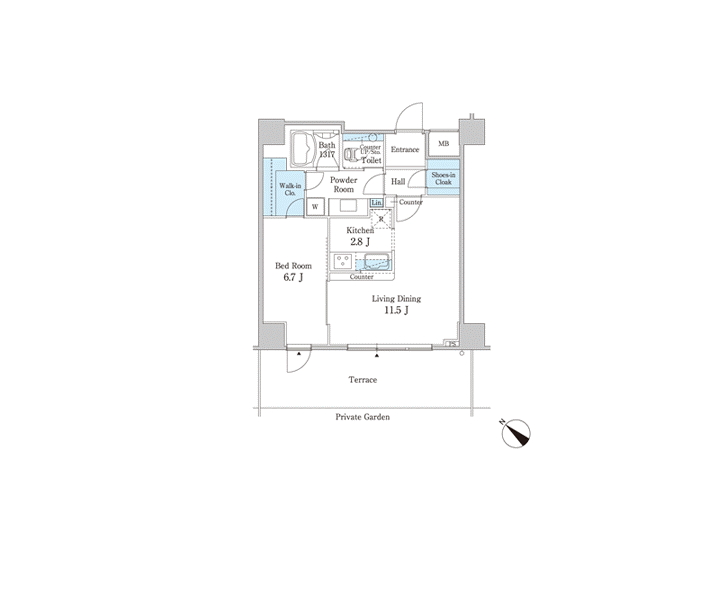 Bath
1317
Counter
LP-Stn.
Toilet
Entrance
MB
Walk-in
Clo.
Powder
Room
Hall
Shoes-in
Cloak
W
Lin.
Counter
R
Kitchen
2.8 J
Bed Room
6.7 J
Counter
Living Dining
11.5 J
PS
Terrace
Private Garden
N